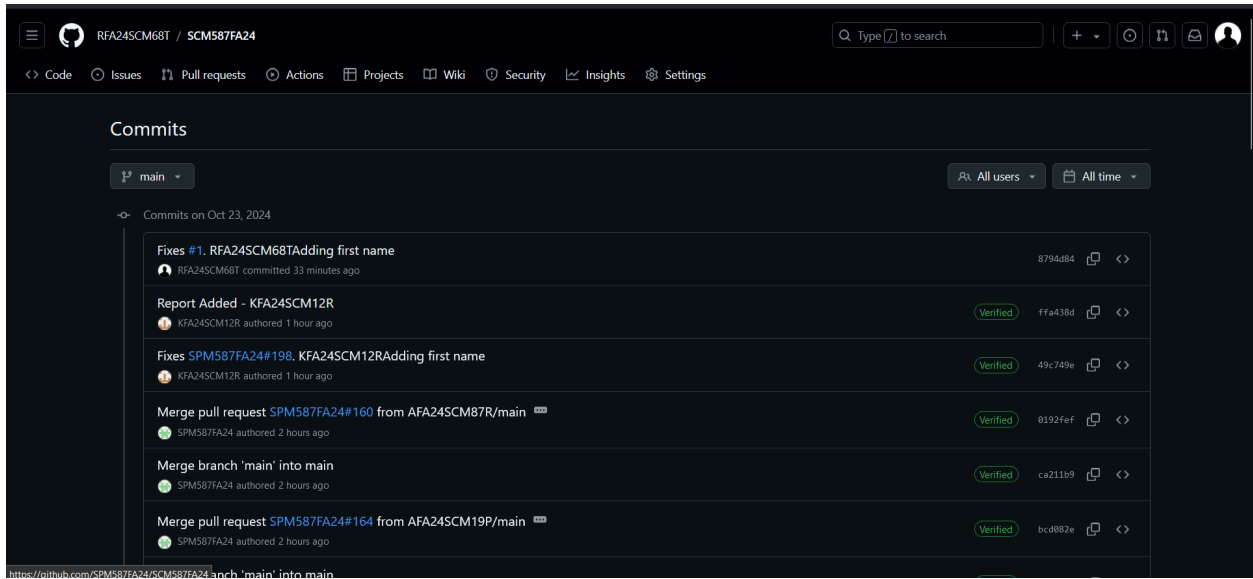 RFA24SCM68T / SCM587FA24
Type / to search
Code Issues Pull requests Actions Projects Wiki Security Insights Settings
Commits
main
All users All time
Commits on Oct 23, 2024
Fixes #1. RFA24SCM68TAdding first name
RFA24SCM68T committed 33 minutes ago
8794d84
Report Added - KFA24SCM12R
KFA24SCM12R authored 1 hour ago
Verified ffa438d
Fixes SPM587FA24#198. KFA24SCM12RAdding first name
KFA24SCM12R authored 1 hour ago
Verified 49c749e
Merge pull request SPM587FA24#160 from AFA24SCM87R/main
SPM587FA24 authored 2 hours ago
Verified 0192fef
Merge branch 'main' into main
SPM587FA24 authored 2 hours ago
Verified ca211b9
Merge pull request SPM587FA24#164 from AFA24SCM19P/main
SPM587FA24 authored 2 hours ago
Verified bcd082e
https://github.com/SPM587FA24/SCM587FA24 anch 'main' into main